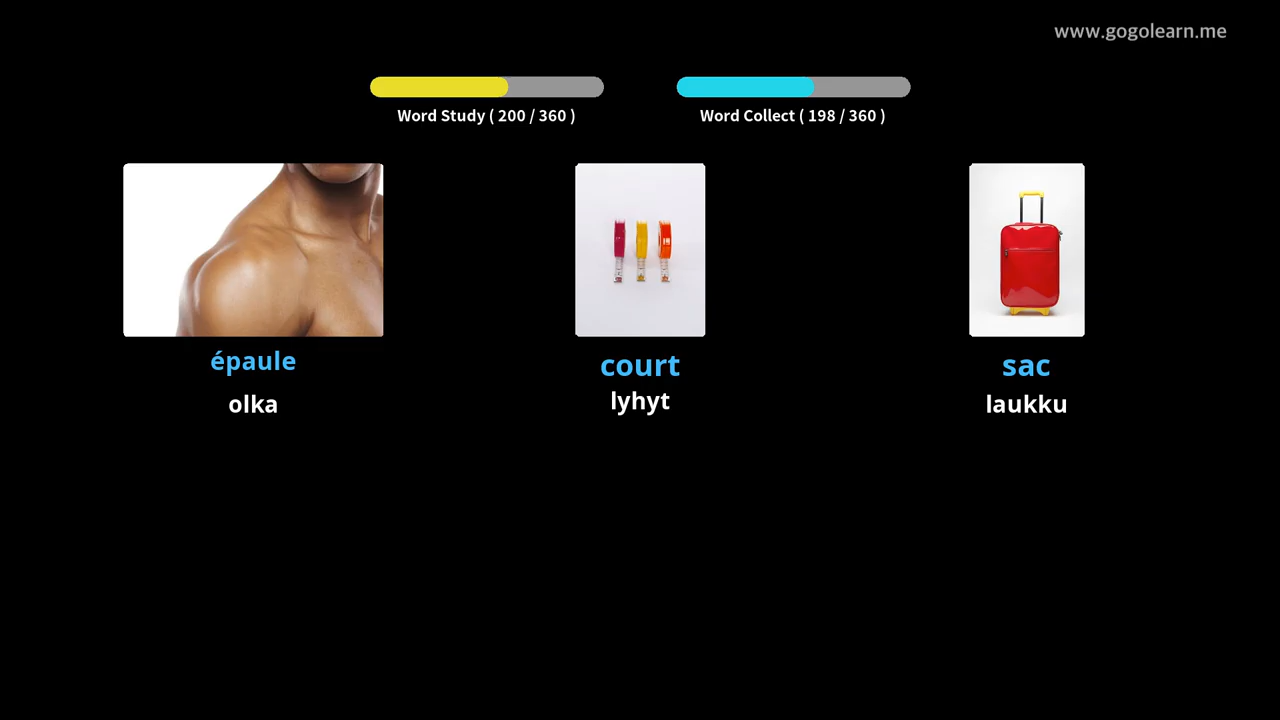 www.gogolearn.me
Word Study ( 200 / 360 )
Word Collect ( 198 / 360 )
épaule
olka
court
lyhyt
sac
laukku